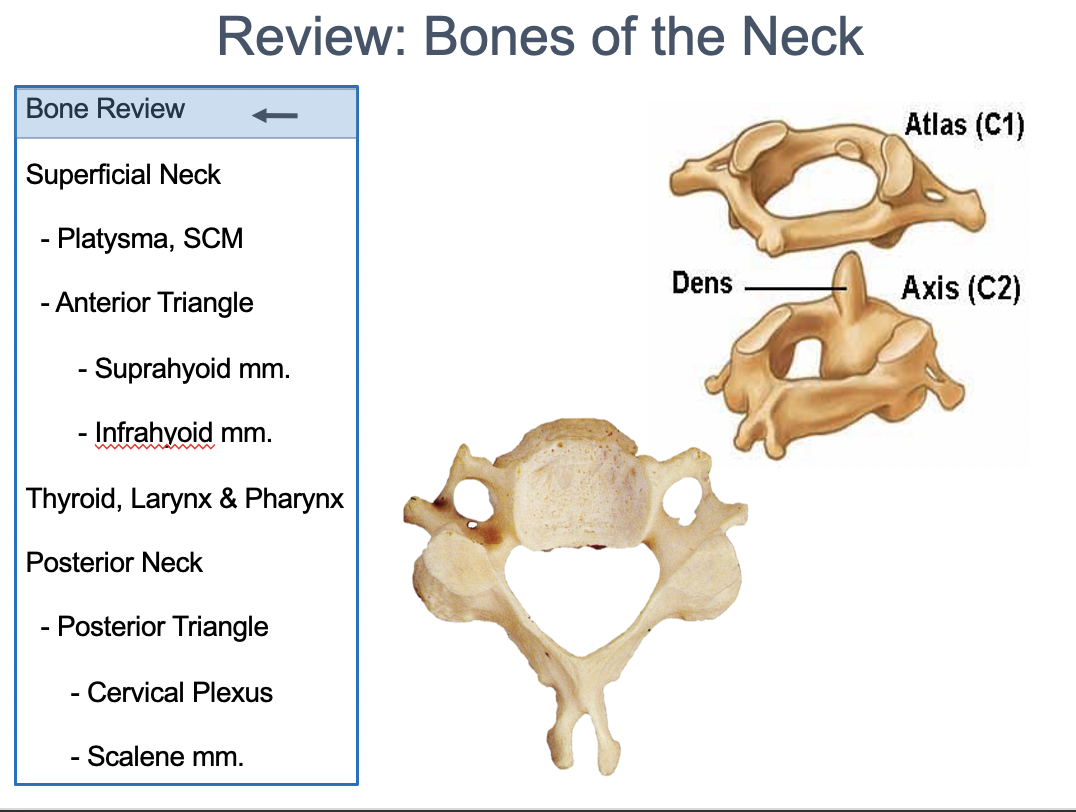 Review: Bones of the Neck
Bone Review
Superficial Neck
- Platysma, SCM
- Anterior Triangle
- Suprahyoid mm.
- Infrahyoid mm.
Thyroid, Larynx & Pharynx
Posterior Neck
- Posterior Triangle
- Cervical Plexus
- Scalene mm.
Atlas (C1)
Dens
Axis (C2)